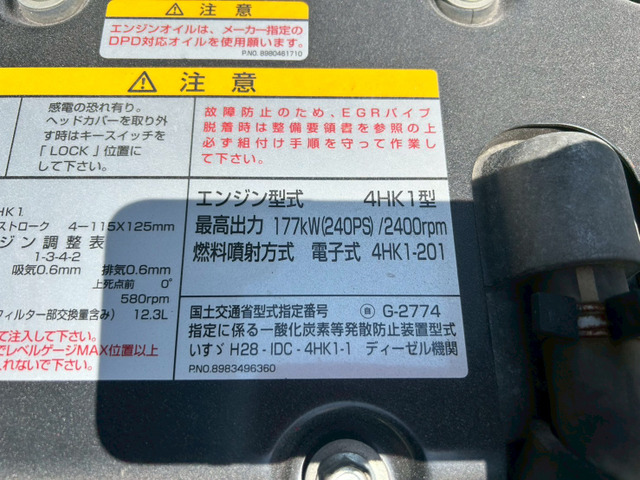 注意
エンジンオイルは、メーカー指定の
DPD対応オイルを使用願います。
P.NO. 8980481710
注意
感電の恐れ有り。
ヘッドカバーを取り外
す時はキースイッチを
「LOCK」位置に
して下さい。
故障防止のため、EGRパイプ
脱着時は整備要領書を参照の上
必ず組付け手順を守って作業し
て下さい。
HK1
ストローク 4－115X125mm
ジン調整表
1-3-4-2
吸気0.6mm 排気0.6mm
上死点前 0°
580rpm
フィルター部交換量含み) 12.3L
て注入して下さい。
でレベルゲージMAX位置以上
れないで下さい。
エンジン型式 4HK1型
最高出力 177kW(240PS)/2400rpm
燃料噴射方式 電子式 4HK1-201
国土交通省型式指定番号 自 G-2774
指定に係る一酸化炭素等発散防止装置型式
いすゞ H28 - IDC - 4HK1-1 ディーゼル機関
P.NO.8983496360